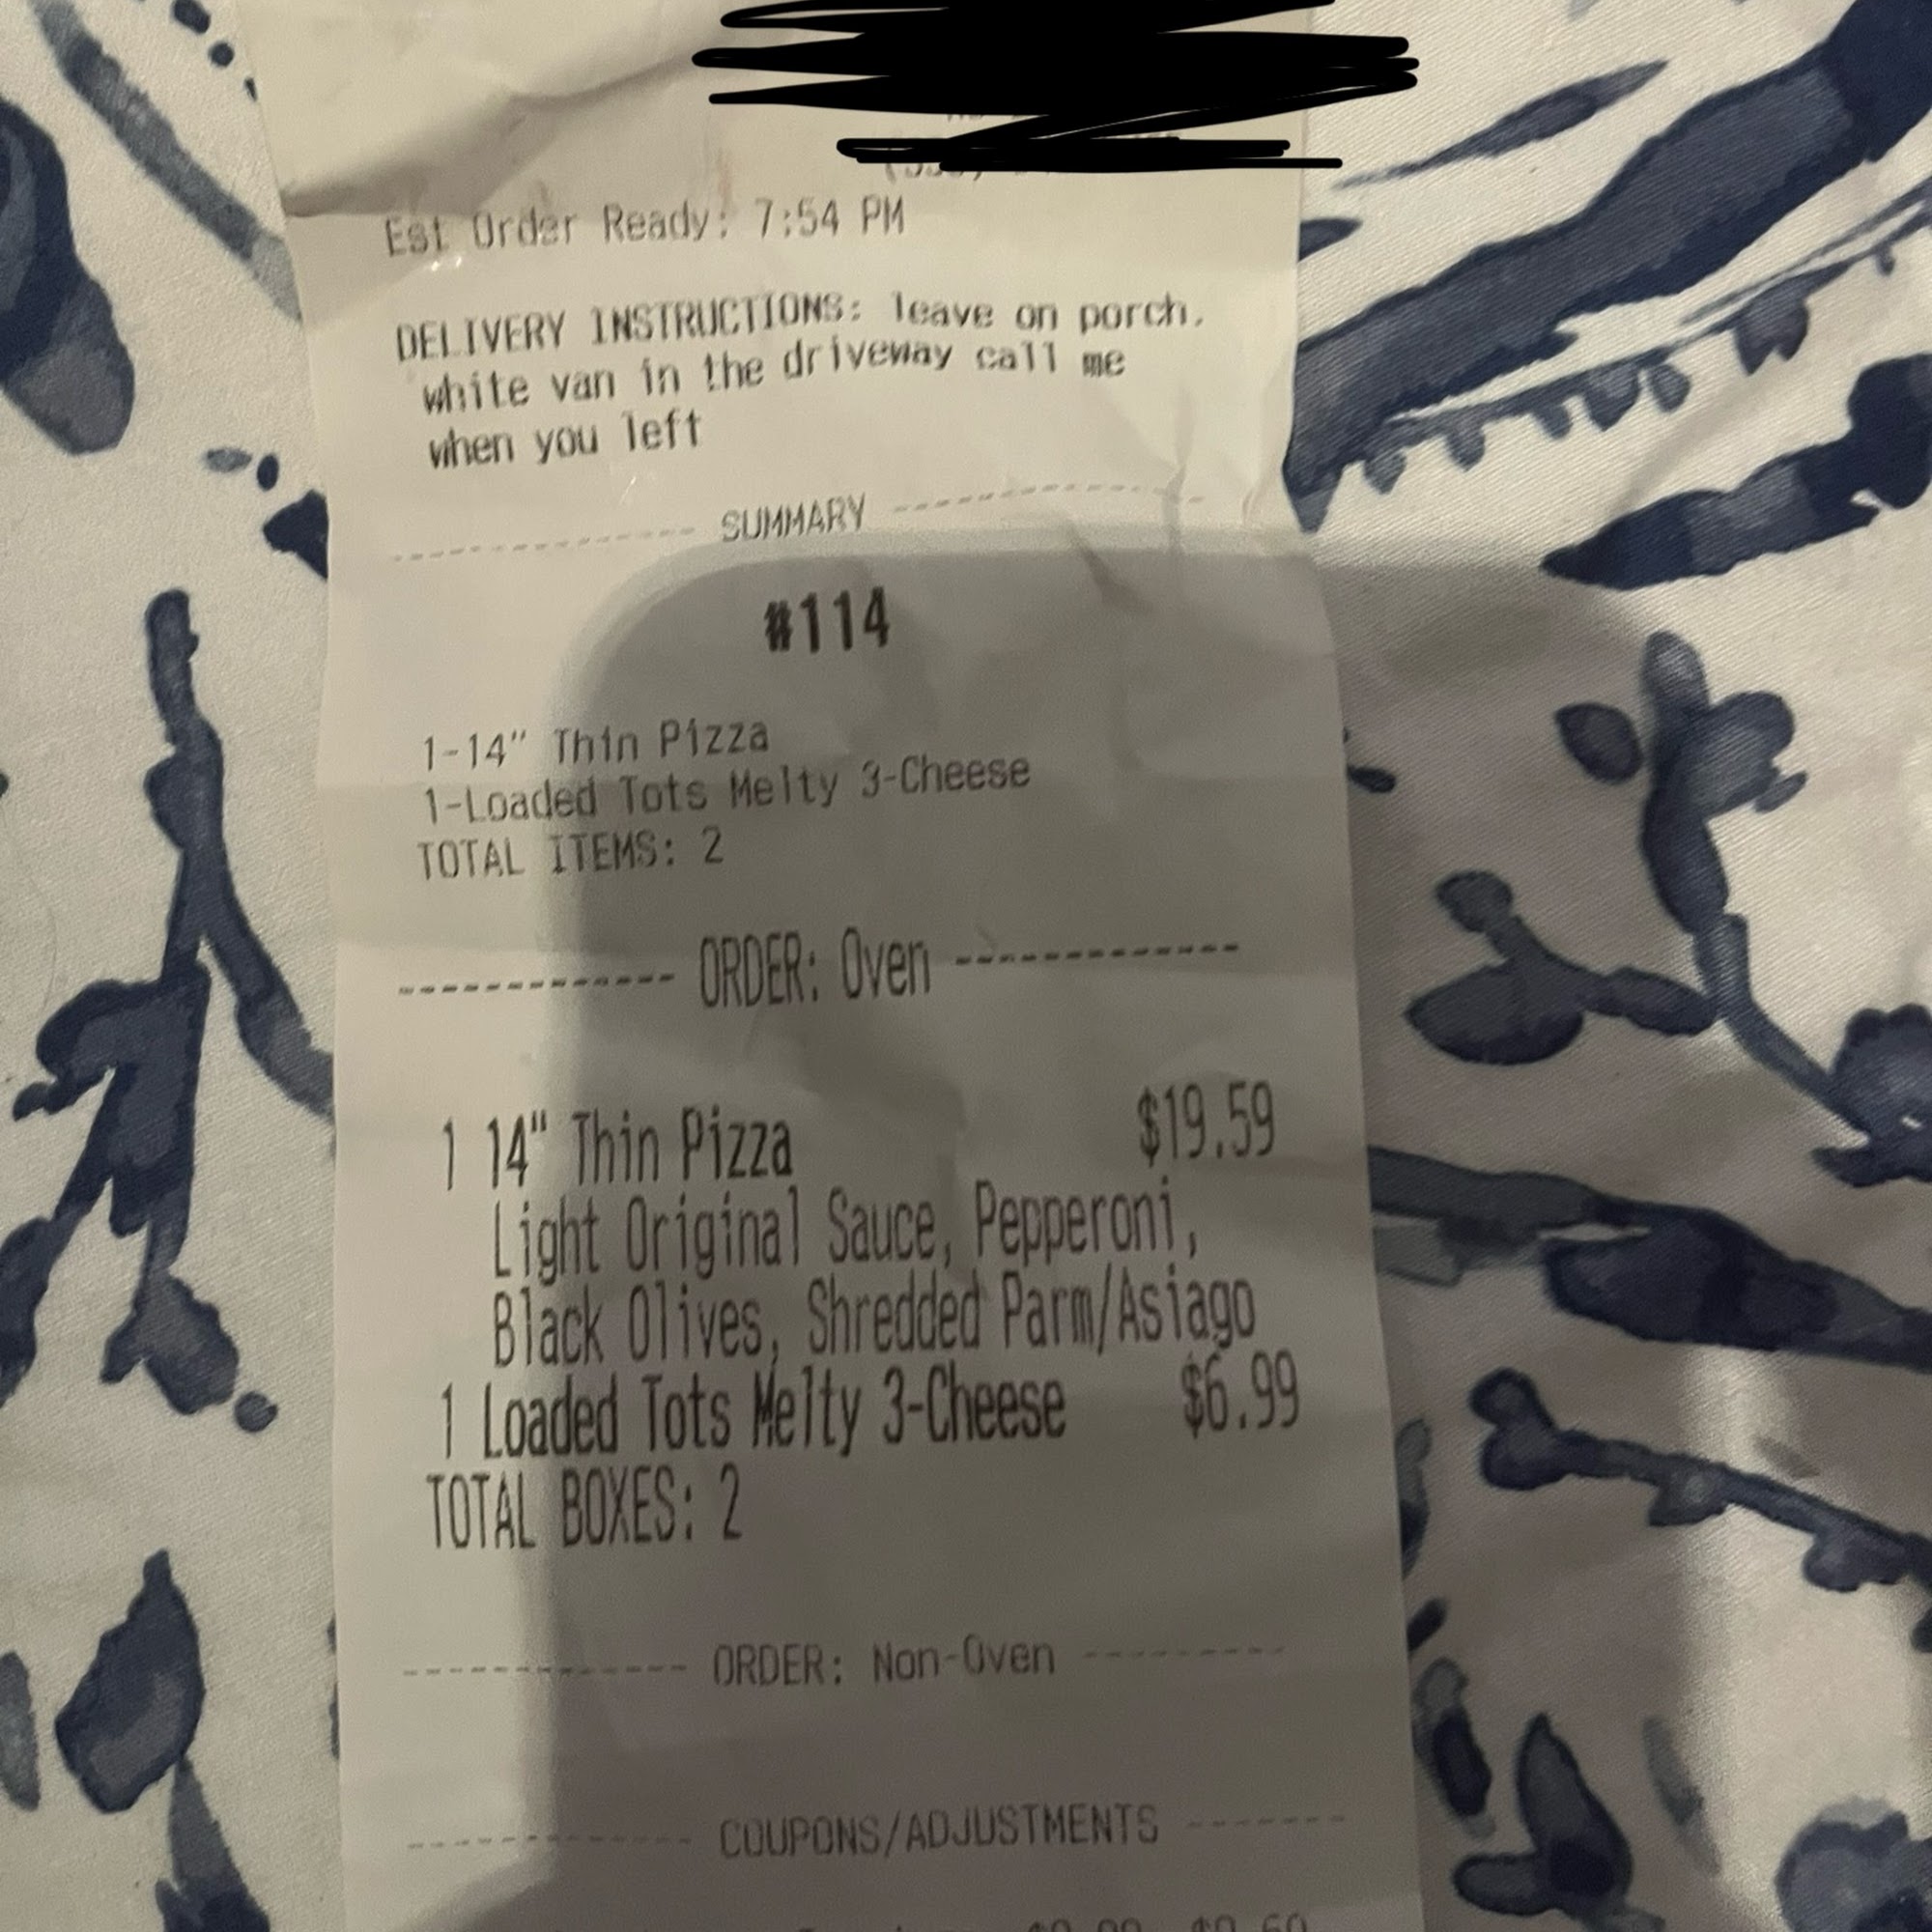 Est Order Ready: 7:54 PM
DELIVERY INSTRUCTIONS: leave on porch.
white van in the driveway call me
when you left
SUMMARY
#114
1-14" Thin Pizza
1-Loaded Tots Melty 3-Cheese
TOTAL ITEMS: 2
ORDER: Oven
1 14" Thin Pizza $19.59
Light Original Sauce, Pepperoni,
Black Olives, Shredded Parm/Asiago
1 Loaded Tots Melty 3-Cheese $6.99
TOTAL BOXES: 2
ORDER: Non-Oven
COUPONS/ADJUSTMENTS